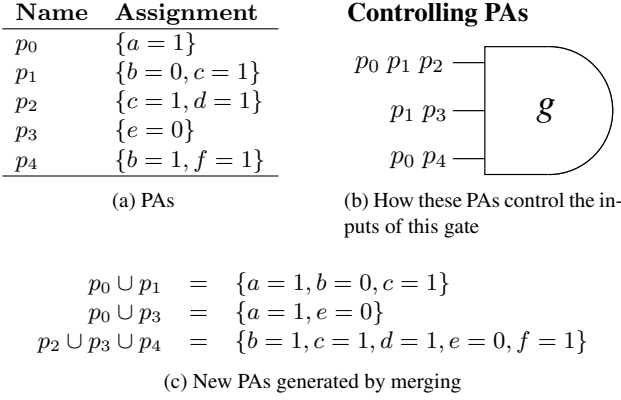 Name Assignment
p0 {a = 1}
p1 {b = 0, c = 1}
p2 {c = 1, d = 1}
p3 {e = 0}
p4 {b = 1, f = 1}
(a) PAs
Controlling PAs
p0 p1 p2
p1 p3
p0 p4
g
(b) How these PAs control the in-
puts of this gate
p0 ∪ p1 = {a = 1, b = 0, c = 1}
p0 ∪ p3 = {a = 1, e = 0}
p2 ∪ p3 ∪ p4 = {b = 1, c = 1, d = 1, e = 0, f = 1}
(c) New PAs generated by merging